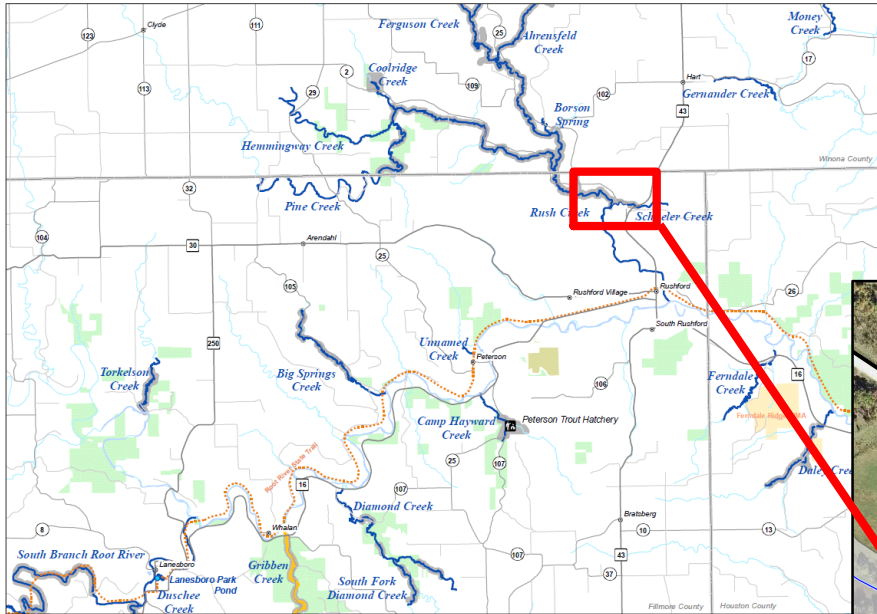 Ferguson Creek
25
Ahrensfeld
Creek
Money
Creek
Clyde
123
111
Coolridge
Creek
2
17
29
109
102
Hart
113
Gernander Creek
43
Borson
Spring
Hemmingway Creek
Winona County
32
Pine Creek
Rush Creek
Scheeler Creek
104
30
Arendahl
25
105
Rushford Village
Rushford
26
South Rushford
250
Unnamed
Creek
Peterson
Torkelson
Creek
Big Springs
Creek
106
16
Ferndale
Creek
Camp Hayward
Creek
Peterson Trout Hatchery
25
107
Root River State Trail
16
107
Diamond Creek
8
Whalan
Bratsberg
10
13
South Branch Root River
Lanesboro
107
43
Lanesboro Park
Pond
Duschee
Creek
Gribben
Creek
South Fork
Diamond Creek
37
Fillmore County
Houston County